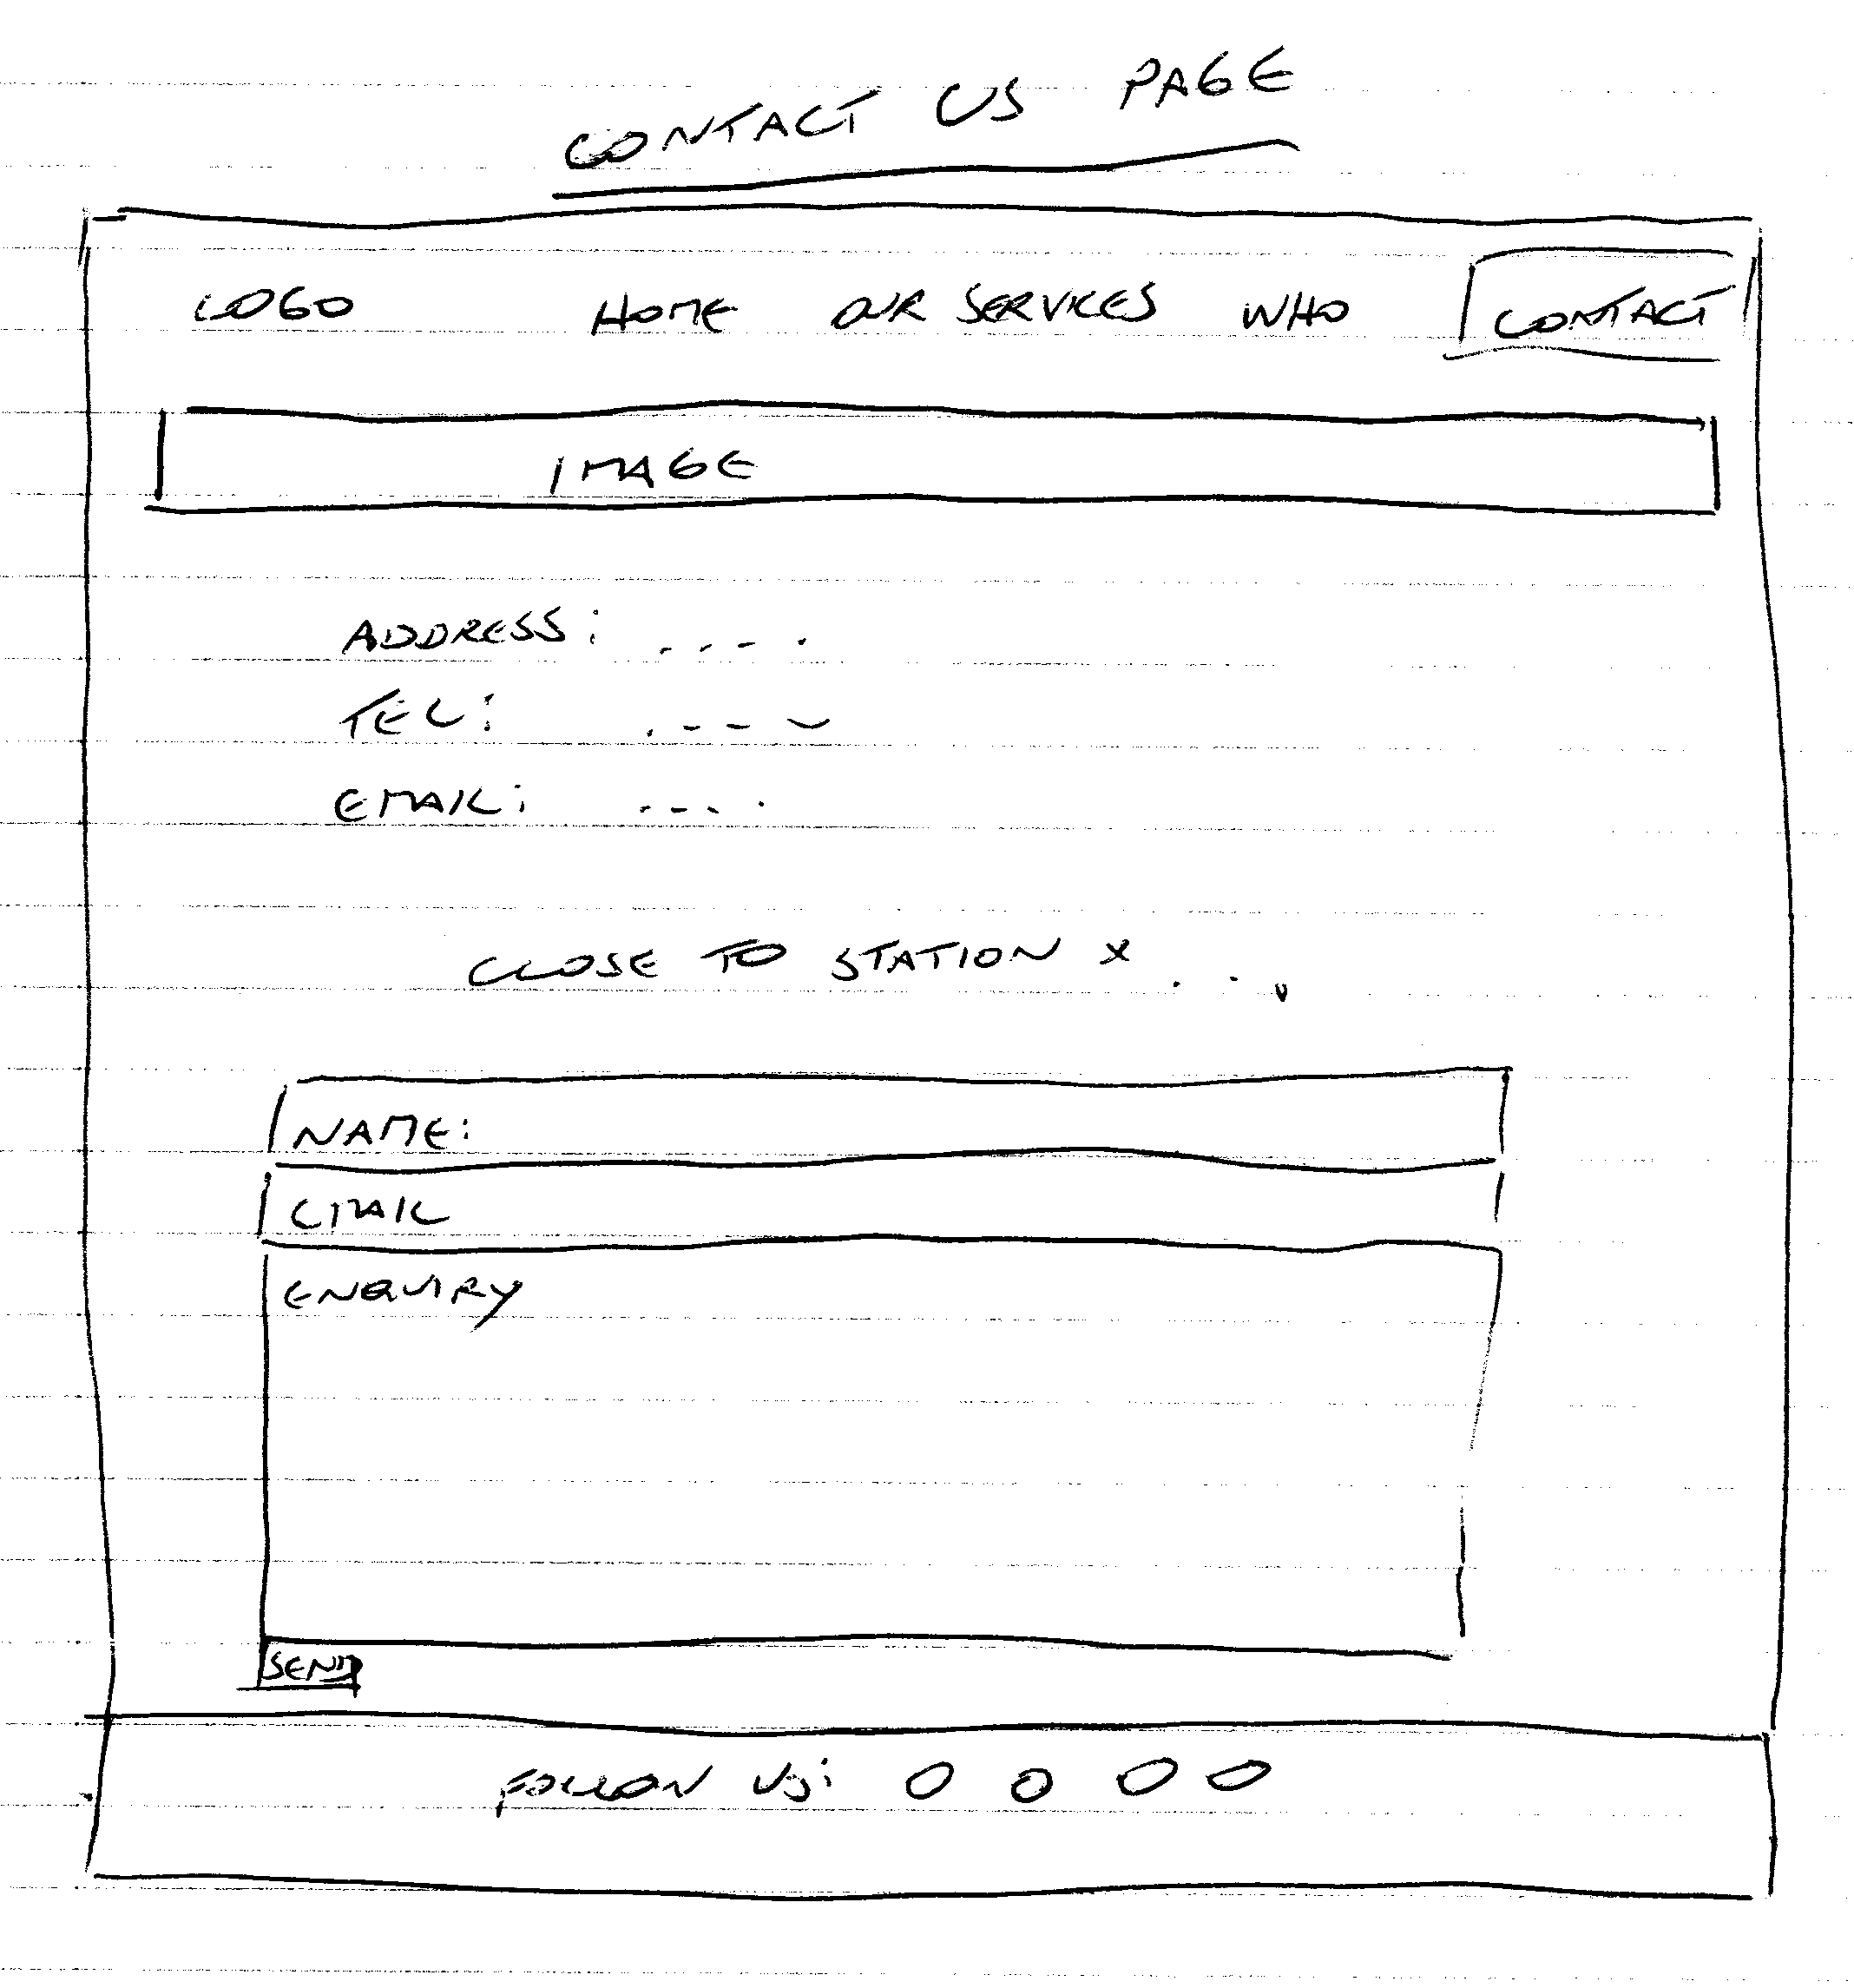 CONTACT US PAGE
LOGO HOME OUR SERVICES WHO CONTACT
IMAGE
ADDRESS: . - - .
TEL: . - - -
EMAIL: . - - .
CLOSE TO STATION X . . .
NAME:
EMAIL
ENQUIRY
SEND
FOLLOW US: